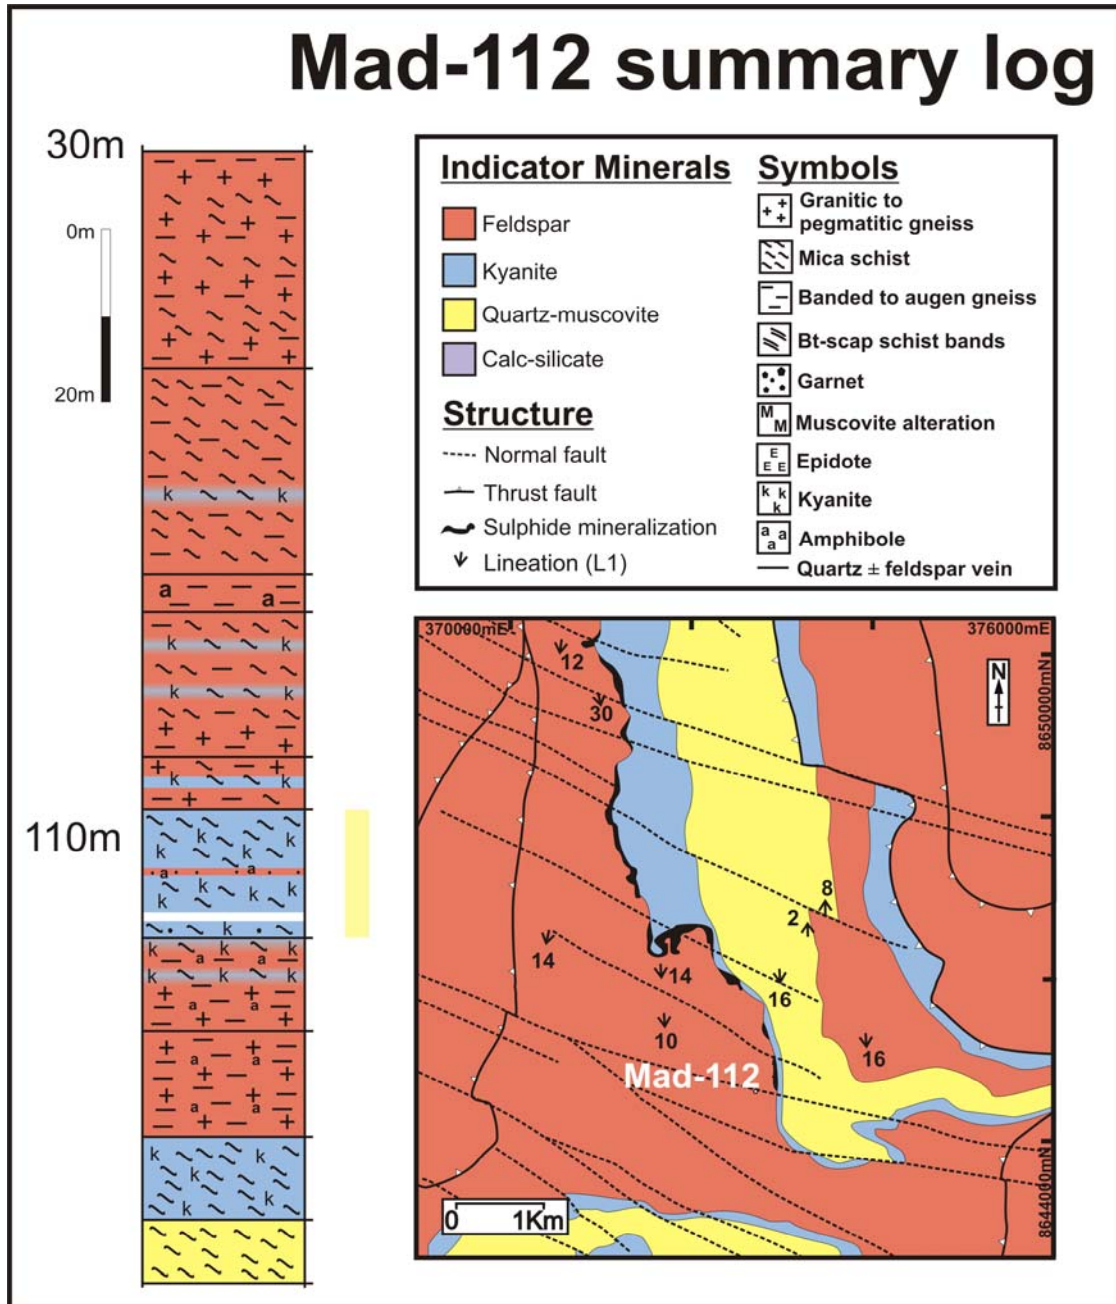 Mad-112 summary log
30m
0m
20m
110m
Indicator Minerals
Feldspar
Kyanite
Quartz-muscovite
Calc-silicate
Structure
Normal fault
Thrust fault
Sulphide mineralization
Lineation (L1)
Symbols
Granitic to
pegmatitic gneiss
Mica schist
Banded to augen gneiss
Bt-scap schist bands
Garnet
M
M Muscovite alteration
E
E E Epidote
k k
k Kyanite
a a
a Amphibole
Quartz ± feldspar vein
k k
a
a
k k
k k
k k
k k
k k
k
a a
k k
k k
k
k k k
a a
k k k
a a
a
a a
k k
k
k
k
k
370000mE
376000mE
12
N
30
8650000mN
8
2
14
14
16
10
16
Mad-112
8644000mN
0 1Km